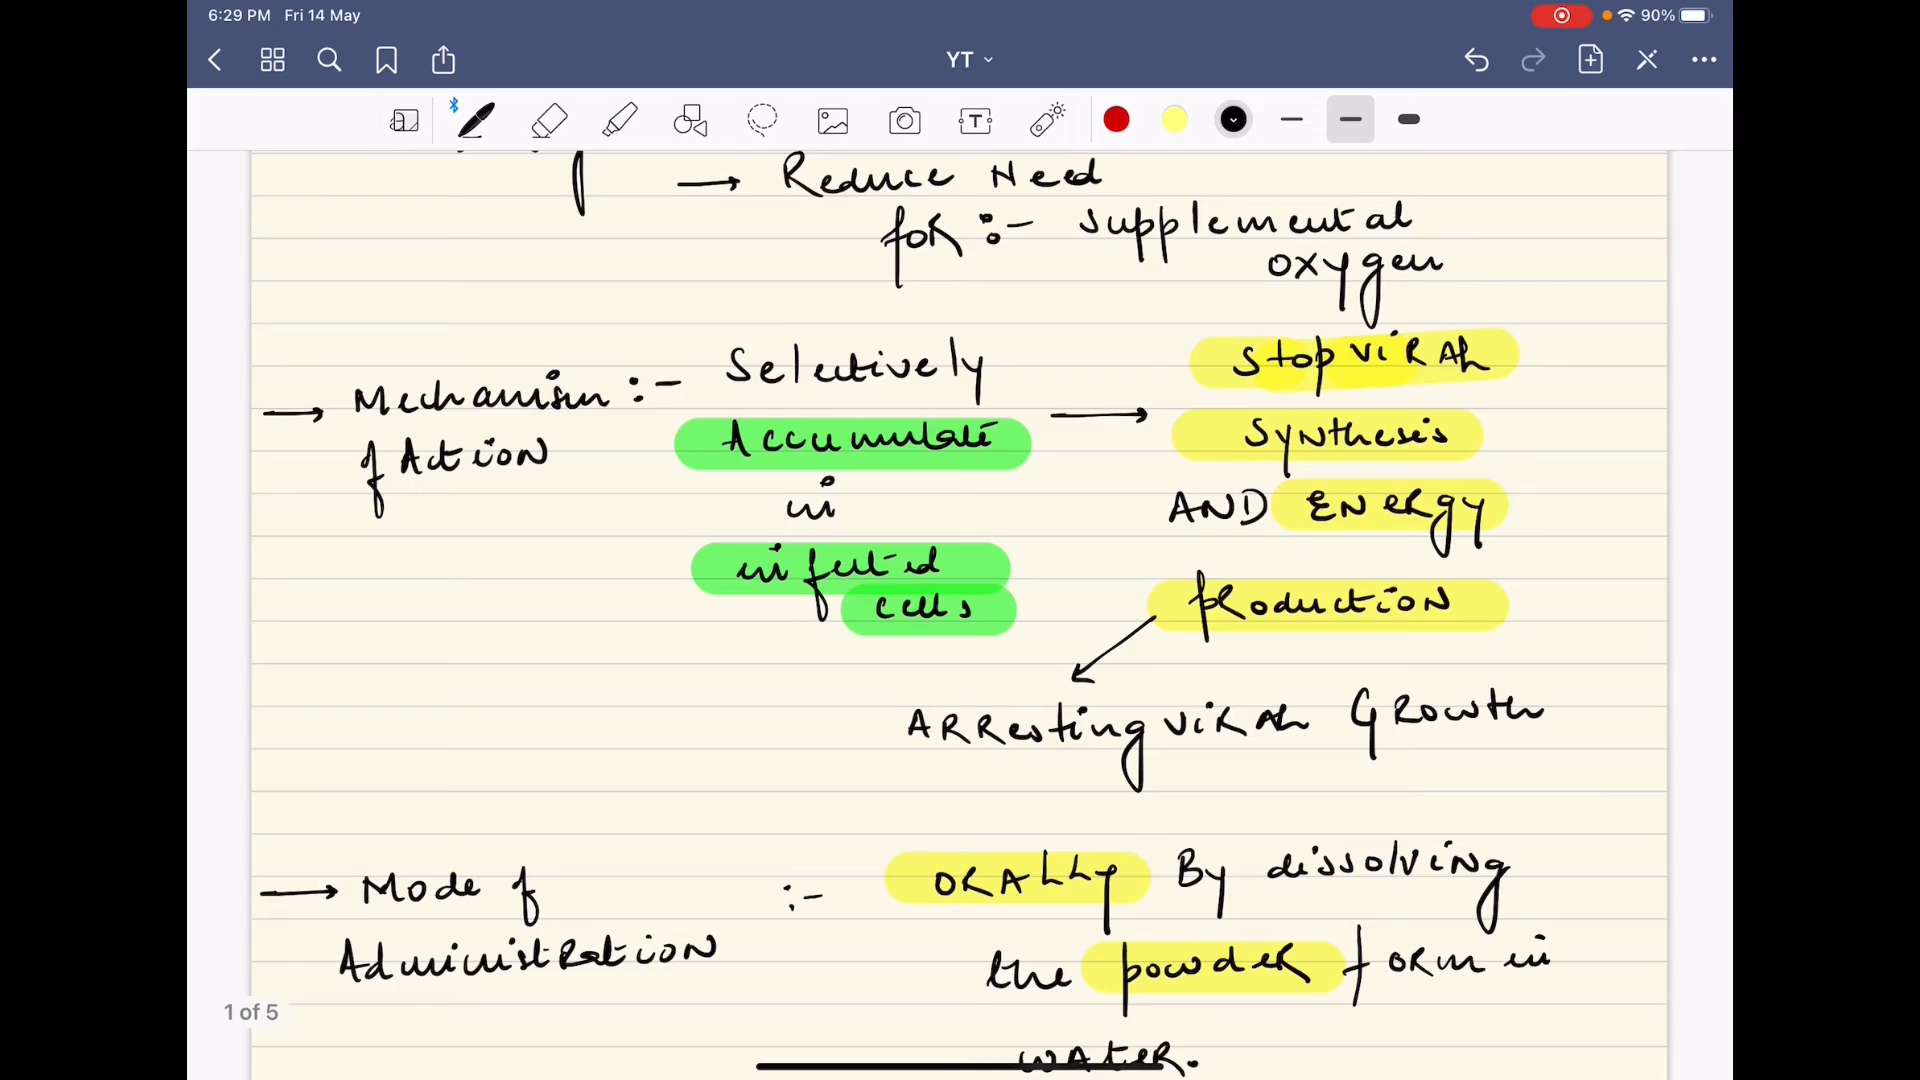 6:29 PM Fri 14 May
90%
YT
→ Reduce Need
for :- supplemental
oxygen
→ Mechanism :- Selectively → Stop viral
of Action Accumulate Synthesis
in AND Energy
infected production
cells
Arresting viral Growth
→ Mode of :- ORALLY By dissolving
Administration the powder form in
water.
1 of 5